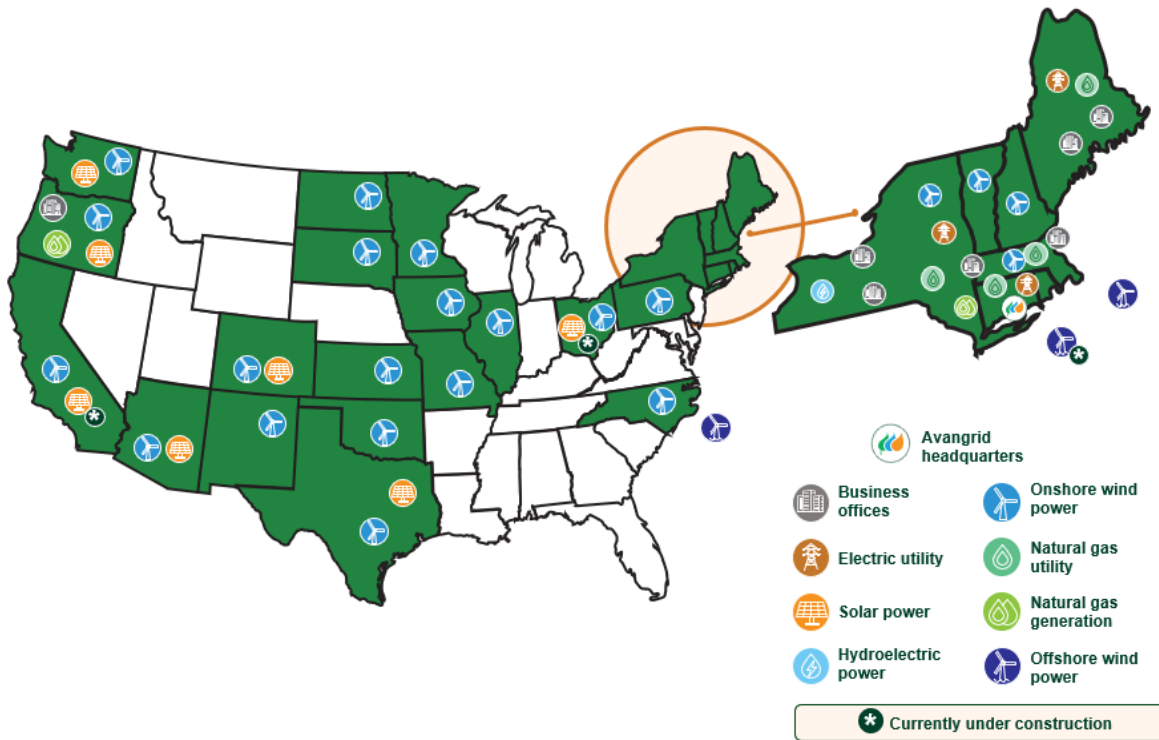 Avangrid
headquarters
Business
offices
Onshore wind
power
Electric utility
Natural gas
utility
Solar power
Natural gas
generation
Hydroelectric
power
Offshore wind
power
* Currently under construction